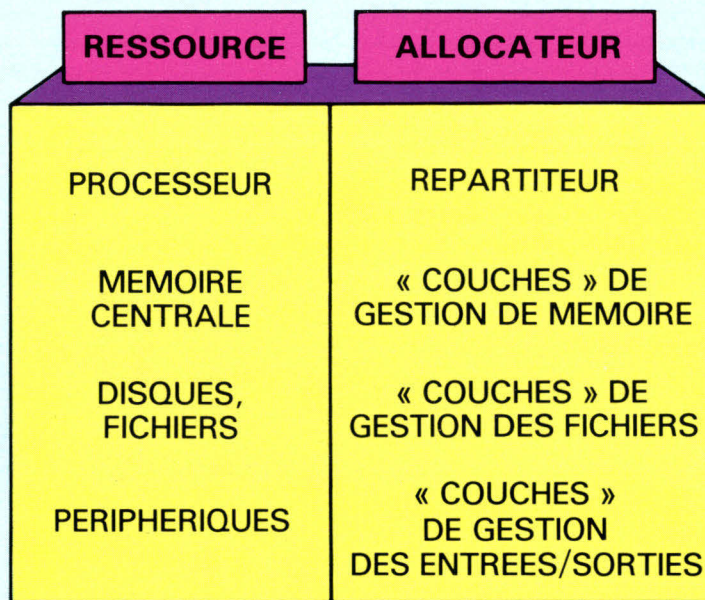 RESSOURCE
ALLOCATEUR
PROCESSEUR
REPARTITEUR
MEMOIRE
CENTRALE
« COUCHES » DE
GESTION DE MEMOIRE
DISQUES,
FICHIERS
« COUCHES » DE
GESTION DES FICHIERS
PERIPHERIQUES
« COUCHES »
DE GESTION
DES ENTREES/SORTIES